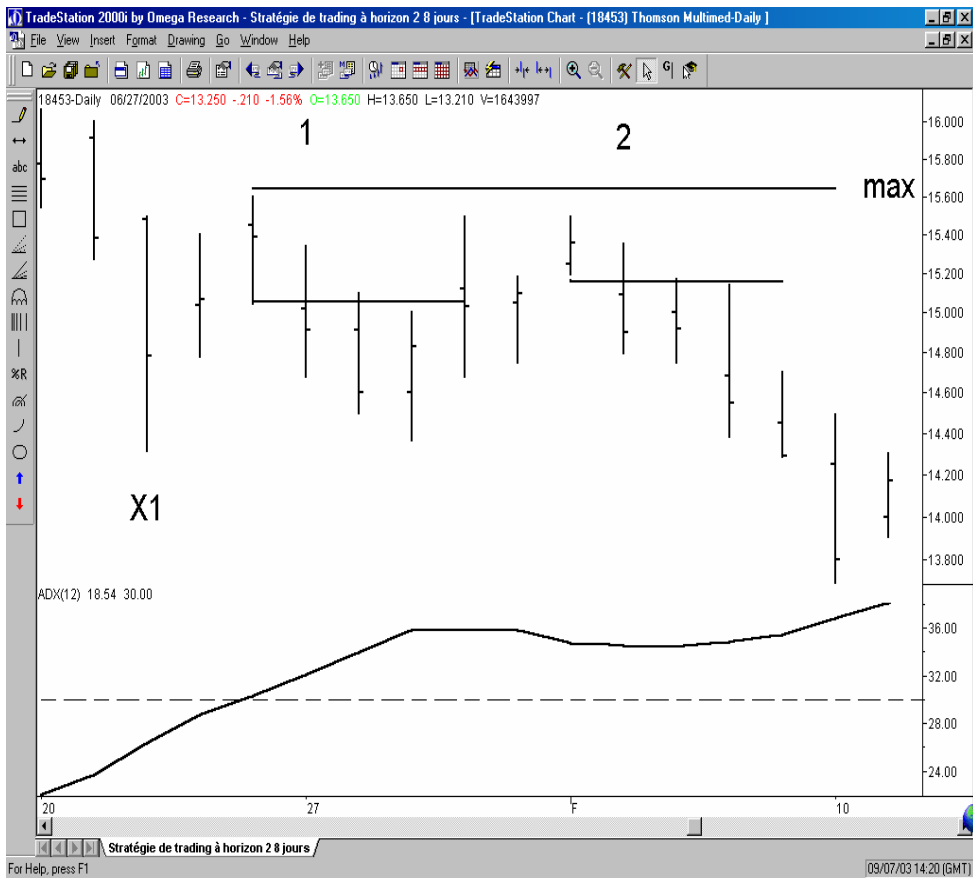 TradeStation 2000i by Omega Research - Stratégie de trading à horizon 2 8 jours - [TradeStation Chart - (18453) Thomson Multimed-Daily ]
File View Insert Format Drawing Go Window Help
18453-Daily 06/27/2003 C=13.250 -.210 -1.56% O=13.650 H=13.650 L=13.210 V=1643997
abc
%R
G
1
2
max
X1
16.000
15.800
15.600
15.400
15.200
15.000
14.800
14.600
14.400
14.200
14.000
13.800
ADX(12) 18.54 30.00
36.00
32.00
28.00
24.00
20 27 F 10
Stratégie de trading à horizon 2 8 jours
For Help, press F1
09/07/03 14:20 (GMT)